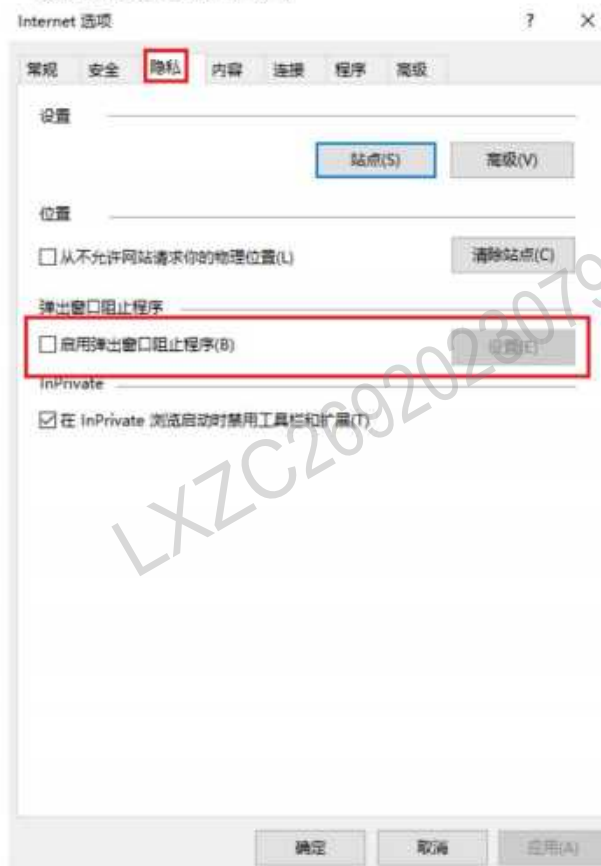 Internet 选项 ? ×
常规 安全 隐私 内容 连接 程序 高级
设置
站点(S) 高级(V)
位置
从不允许网站请求你的物理位置(L) 清除站点(C)
弹出窗口阻止程序
启用弹出窗口阻止程序(B) 设置(E)
InPrivate
在 InPrivate 浏览启动时禁用工具栏和扩展(T)
LXZC2692023079
确定 取消 应用(A)